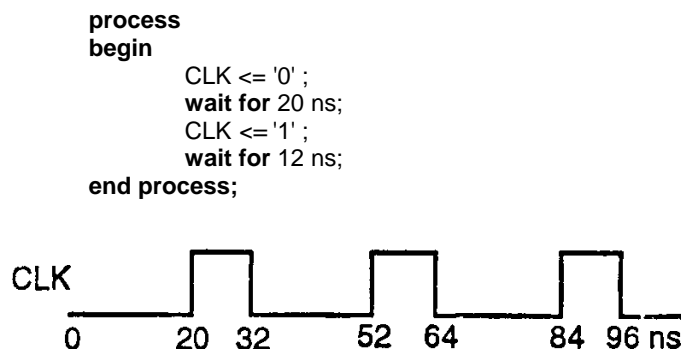 process
begin
CLK <= '0' ;
wait for 20 ns;
CLK <= '1' ;
wait for 12 ns;
end process;
CLK
0 20 32 52 64 84 96 ns